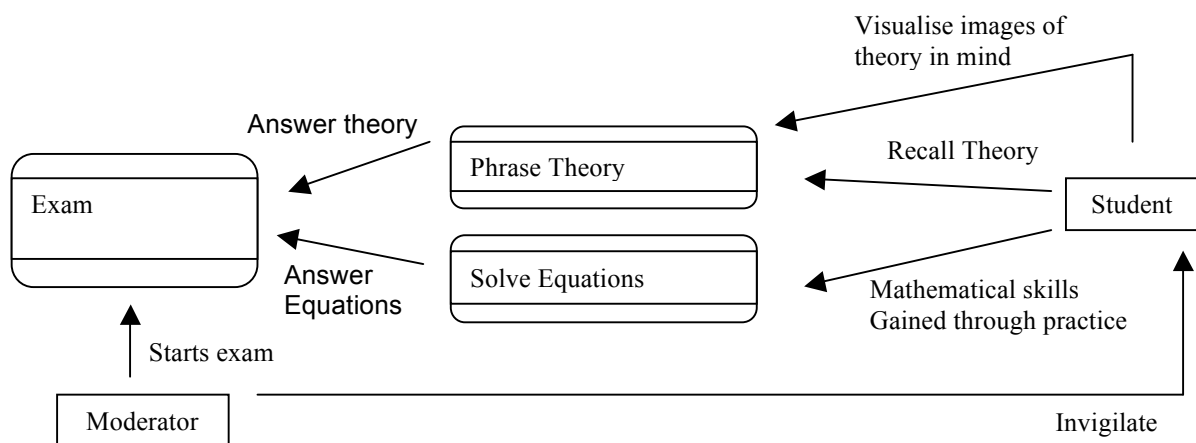 Visualise images of
theory in mind
Answer theory
Phrase Theory
Recall Theory
Exam
Student
Answer
Equations
Solve Equations
Mathematical skills
Gained through practice
Starts exam
Moderator
Invigilate